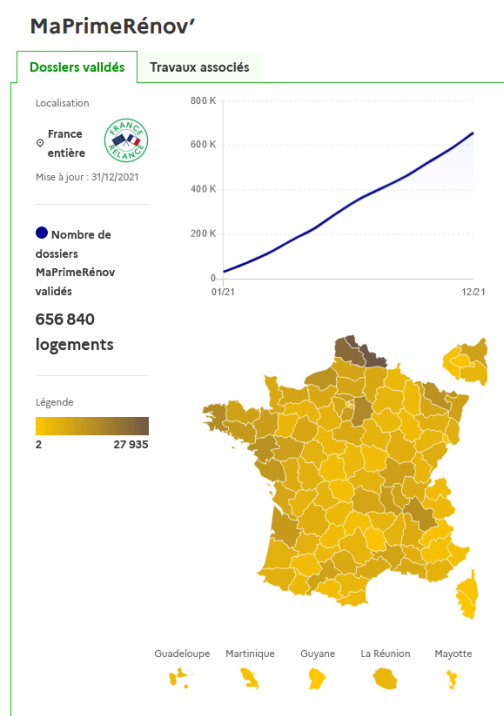 MaPrimeRénov’
Dossiers validés
Travaux associés
Localisation
France
entière
FRANCE
RELANCE
Mise à jour : 31/12/2021
Nombre de
dossiers
MaPrimeRénov
validés
656 840
logements
Légende
2
27 935
800 K
600 K
400 K
200 K
0
01/21
12/21
Guadeloupe
Martinique
Guyane
La Réunion
Mayotte